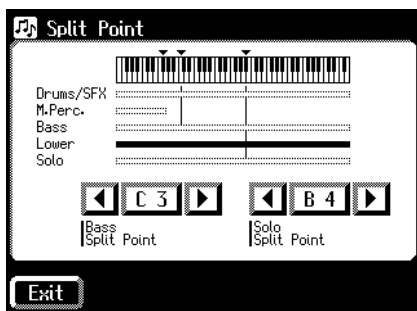 Split Point
Drums/SFX
M.Perc.
Bass
Lower
Solo
C 3
B 4
Bass
Split Point
Solo
Split Point
Exit